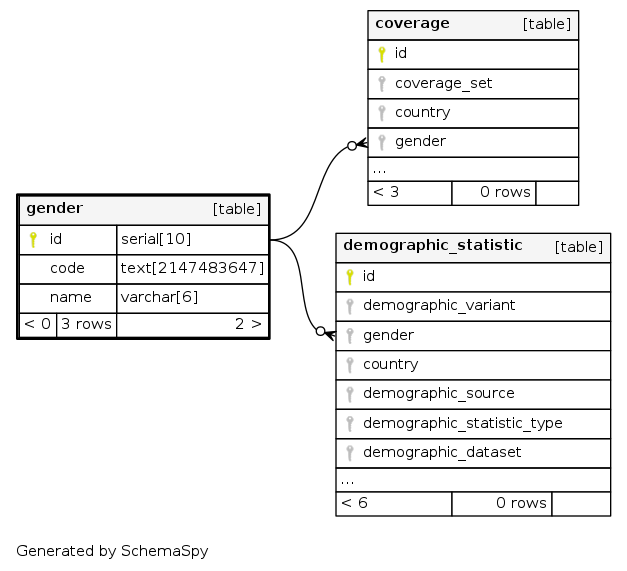 coverage [table]
id
coverage_set
country
gender
...
< 3 0 rows
gender [table]
id serial[10]
code text[2147483647]
name varchar[6]
< 0 3 rows 2 >
demographic_statistic [table]
id
demographic_variant
gender
country
demographic_source
demographic_statistic_type
demographic_dataset
...
< 6 0 rows
Generated by SchemaSpy